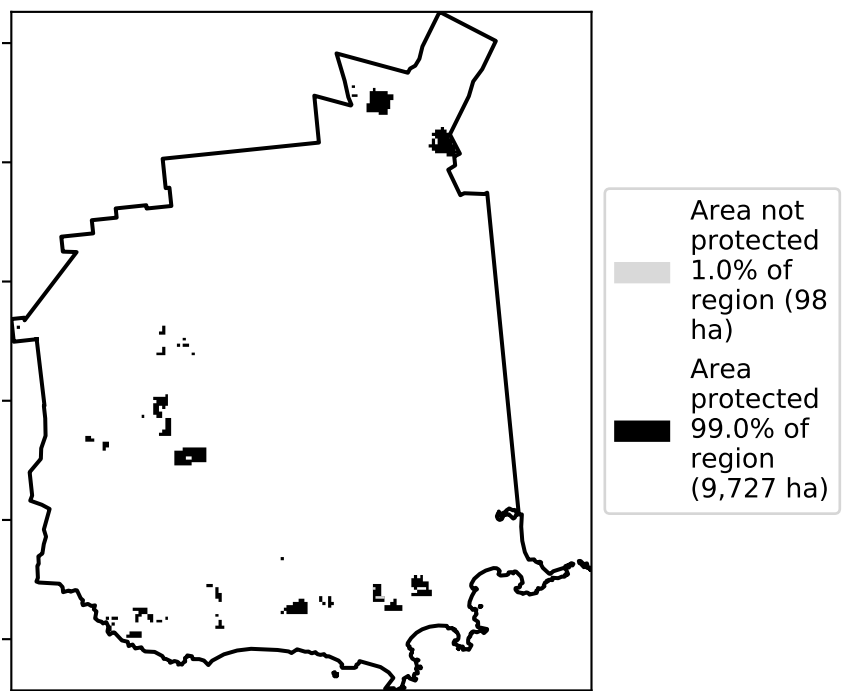 Area not
protected
1.0% of
region (98
ha)
Area
protected
99.0% of
region
(9,727 ha)